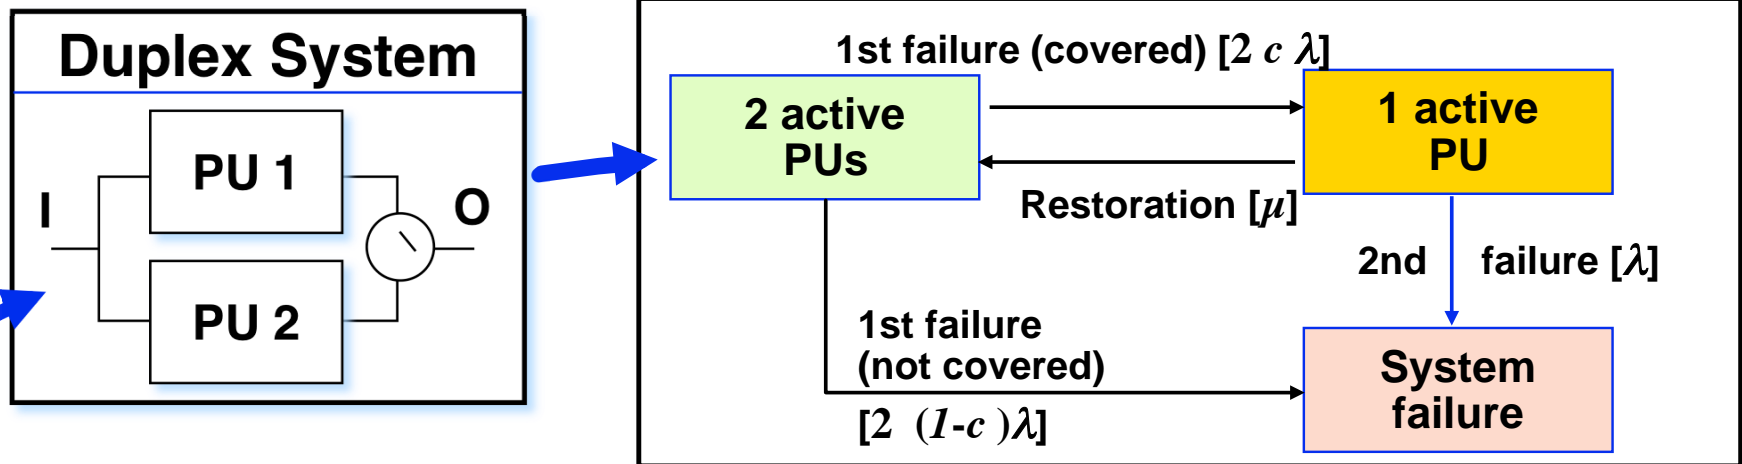 Duplex System
PU 1
I
O
PU 2
1st failure (covered) [2 c λ]
2 active
PUs
1 active
PU
Restoration [μ]
2nd failure [λ]
1st failure
(not covered)
[2 (1-c )λ]
System
failure